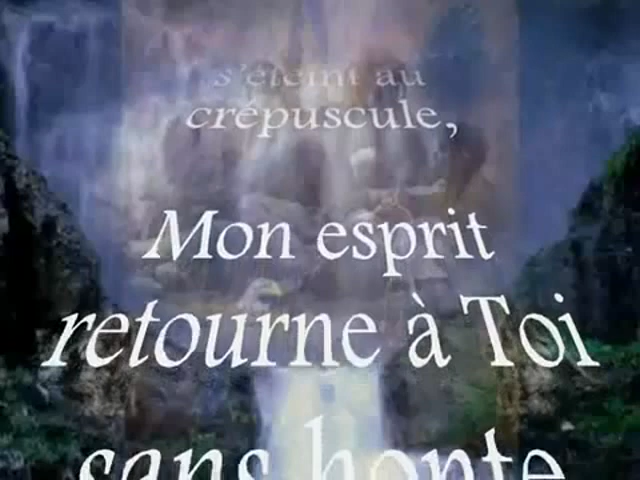 s'éteint au
crépuscule,
Mon esprit
retourne à Toi
sans honte